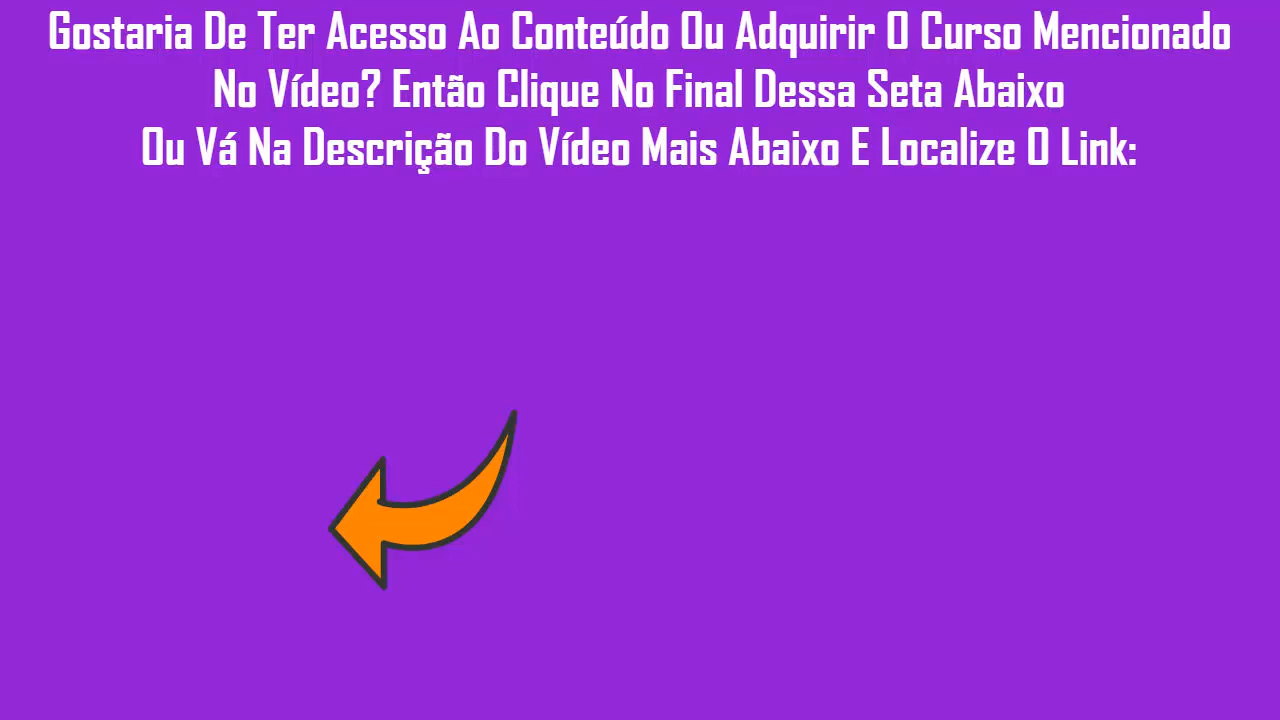 Gostaria De Ter Acesso Ao Conteúdo Ou Adquirir O Curso Mencionado
No Vídeo? Então Clique No Final Dessa Seta Abaixo
Ou Vá Na Descrição Do Vídeo Mais Abaixo E Localize O Link: